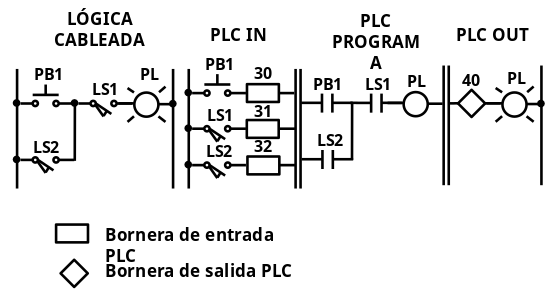 LÓGICA
CABLEADA
PLC IN
PLC
PROGRAM
A
PLC OUT
PB1
LS1
PL
LS2
PB1
30
LS1
31
LS2
32
PB1
LS1
PL
LS2
40
PL
Bornera de entrada
PLC
Bornera de salida PLC